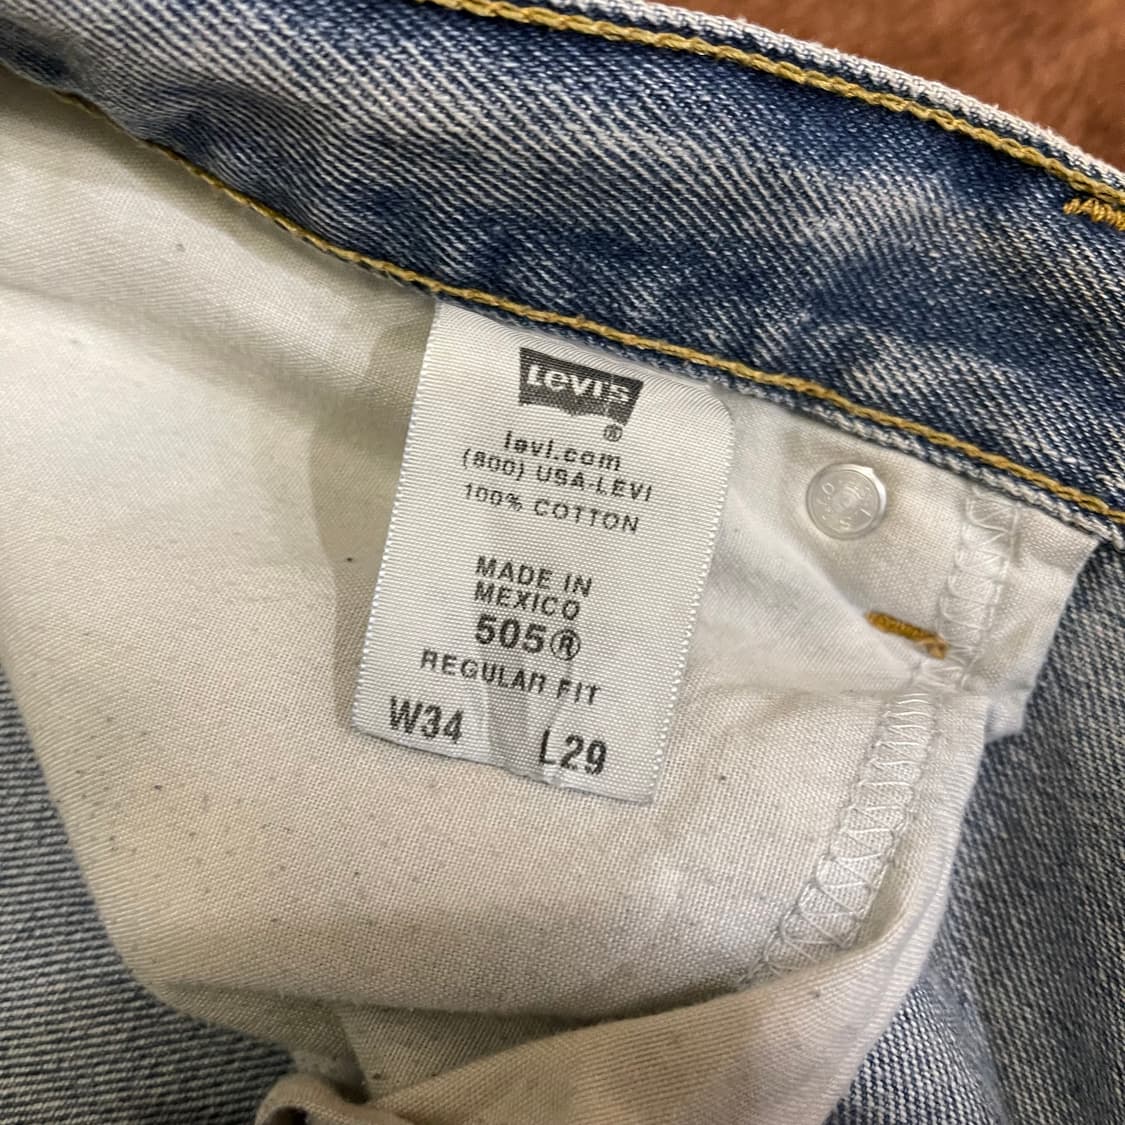 Levi's
®
levi.com
(800) USA-LEVI
100% COTTON
MADE IN
MEXICO
505®
REGULAR FIT
W34 L29